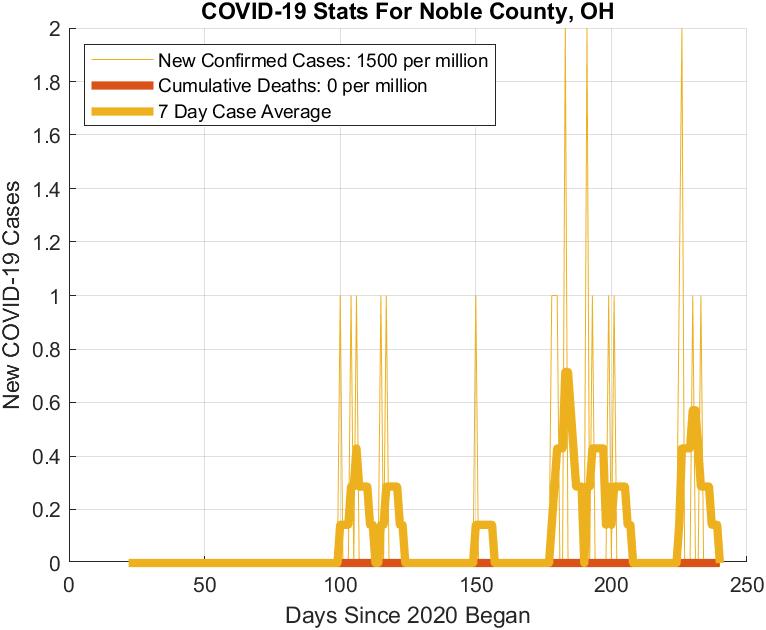 COVID-19 Stats For Noble County, OH
2
1.8
1.6
1.4
1.2
1
0.8
0.6
0.4
0.2
0
New COVID-19 Cases
New Confirmed Cases: 1500 per million
Cumulative Deaths: 0 per million
7 Day Case Average
0 50 100 150 200 250
Days Since 2020 Began